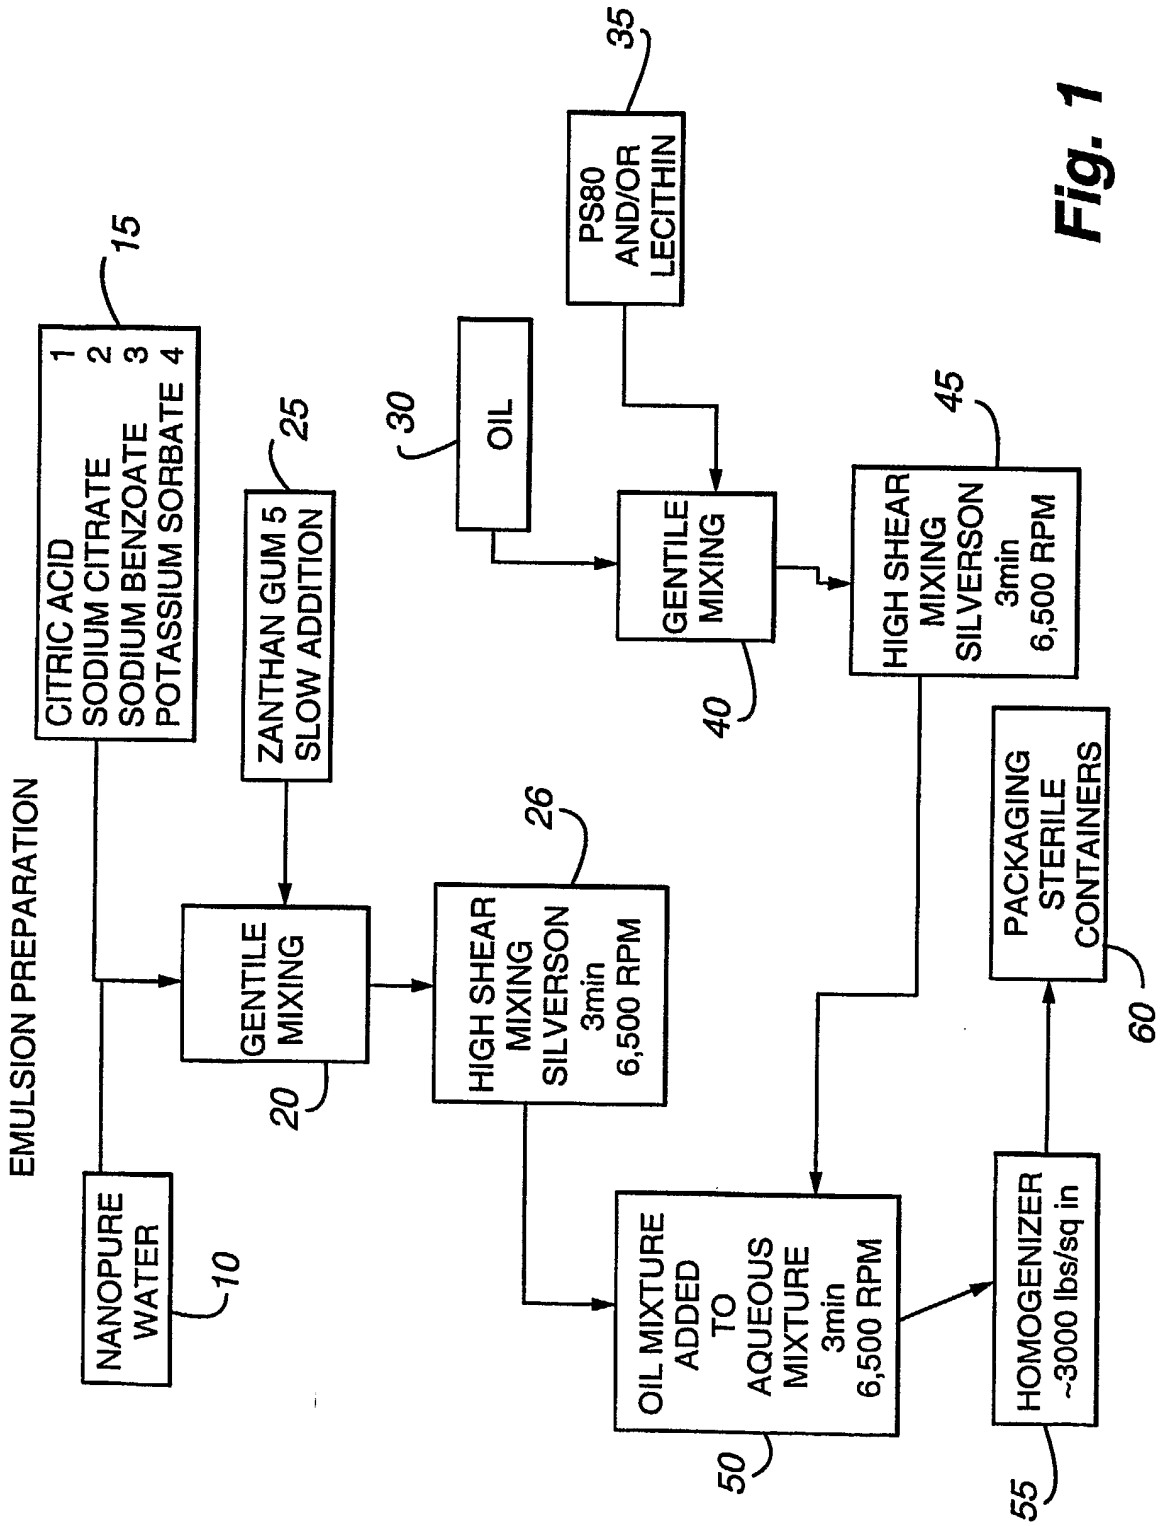 EMULSION PREPARATION
NANOPURE
WATER
10
CITRIC ACID 1
SODIUM CITRATE 2
SODIUM BENZOATE 3
POTASSIUM SORBATE 4
15
ZANTHAN GUM 5
SLOW ADDITION
25
GENTILE
MIXING
20
HIGH SHEAR
MIXING
SILVERSON
3min
6,500 RPM
26
OIL
30
PS80
AND/OR
LECITHIN
35
GENTILE
MIXING
40
HIGH SHEAR
MIXING
SILVERSON
3min
6,500 RPM
45
OIL MIXTURE
ADDED
TO
AQUEOUS
MIXTURE
3min
6,500 RPM
50
HOMOGENIZER
~3000 lbs/sq in
55
PACKAGING
STERILE
CONTAINERS
60
Fig. 1